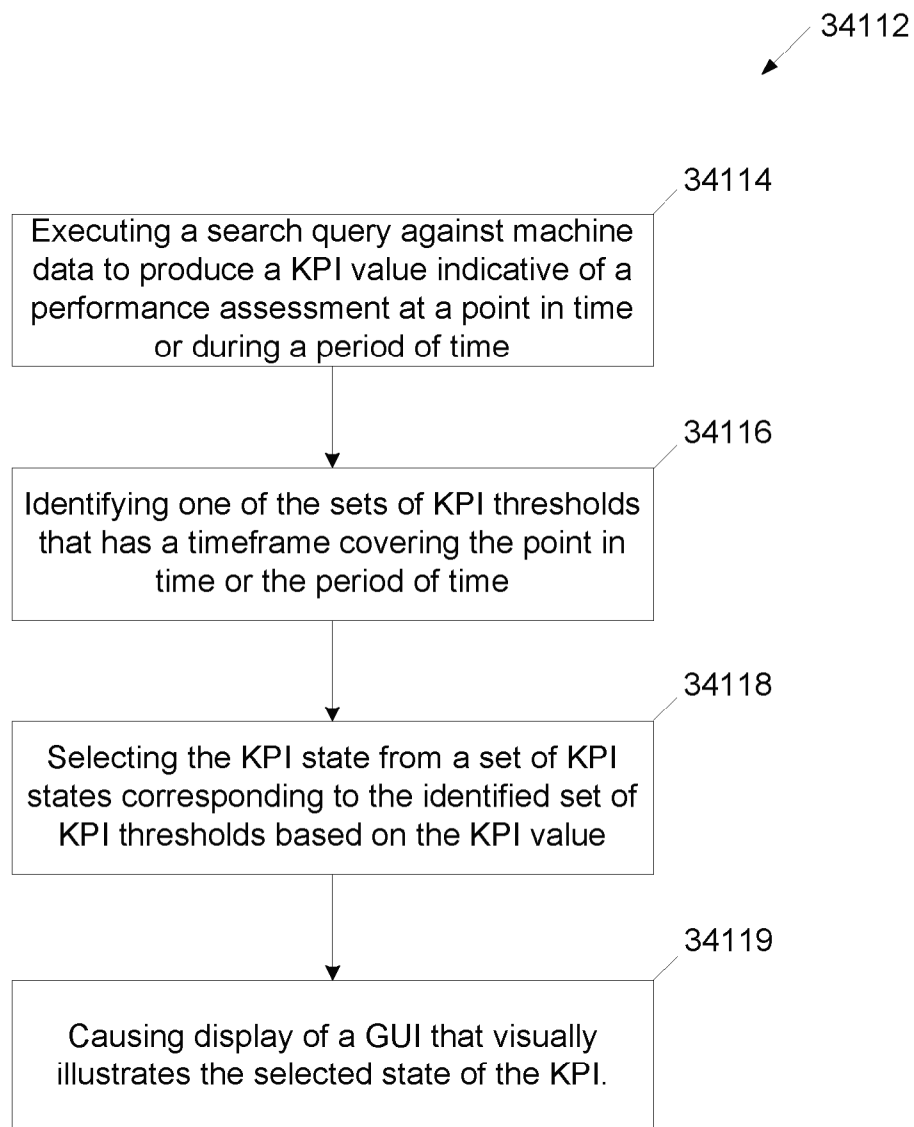 34112
34114
Executing a search query against machine
data to produce a KPI value indicative of a
performance assessment at a point in time
or during a period of time
34116
Identifying one of the sets of KPI thresholds
that has a timeframe covering the point in
time or the period of time
34118
Selecting the KPI state from a set of KPI
states corresponding to the identified set of
KPI thresholds based on the KPI value
34119
Causing display of a GUI that visually
illustrates the selected state of the KPI.